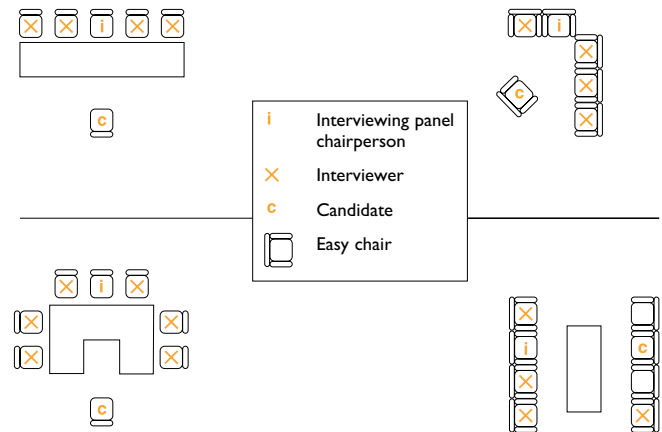 i
c
i
c
i Interviewing panel
chairperson
Interviewer
c Candidate
Easy chair
i
c
i
c